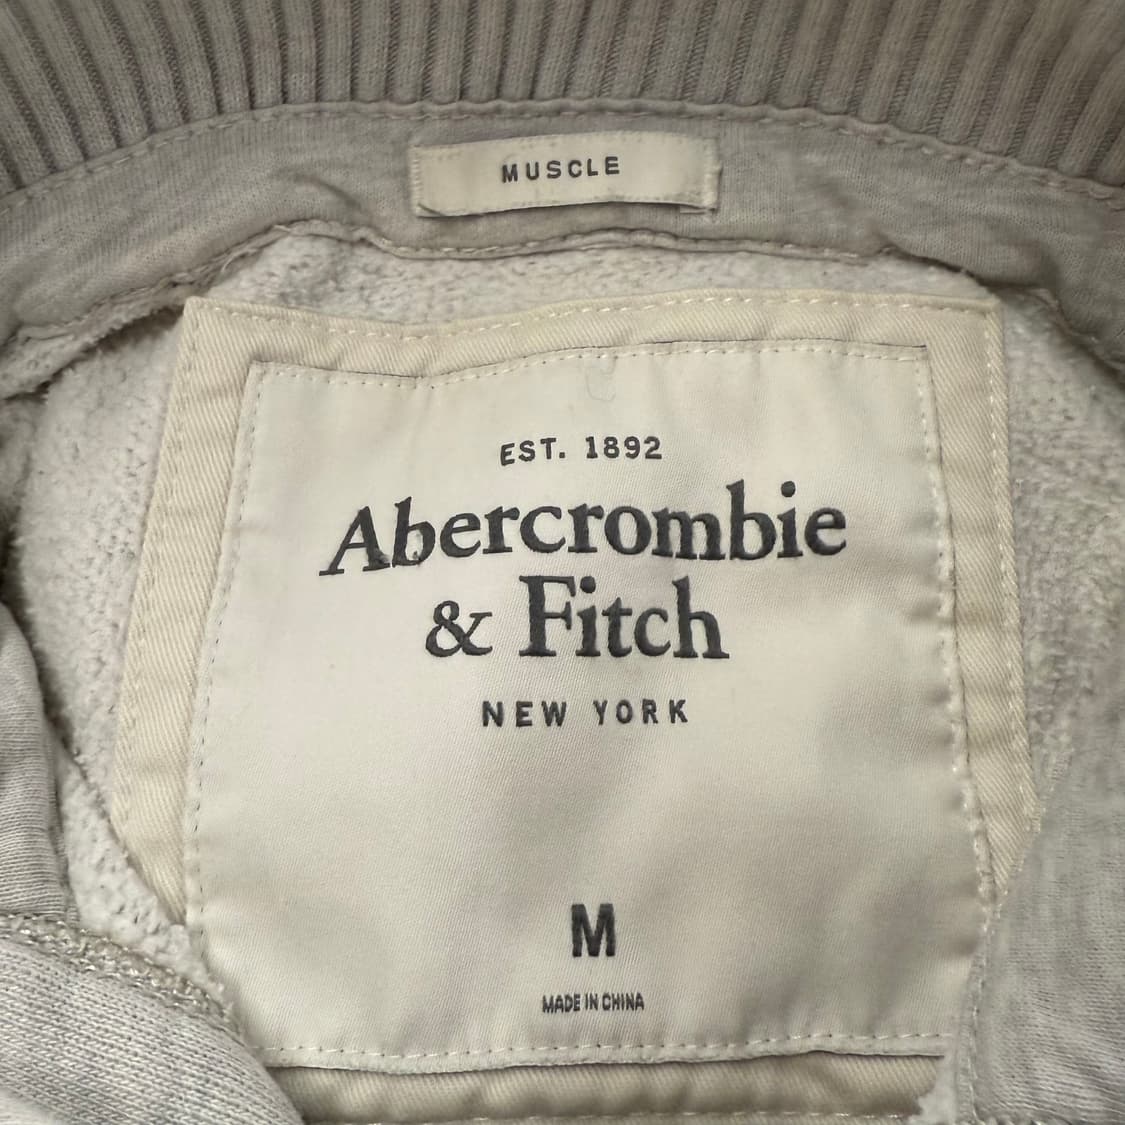 MUSCLE
EST. 1892
Abercrombie
& Fitch
NEW YORK
M
MADE IN CHINA